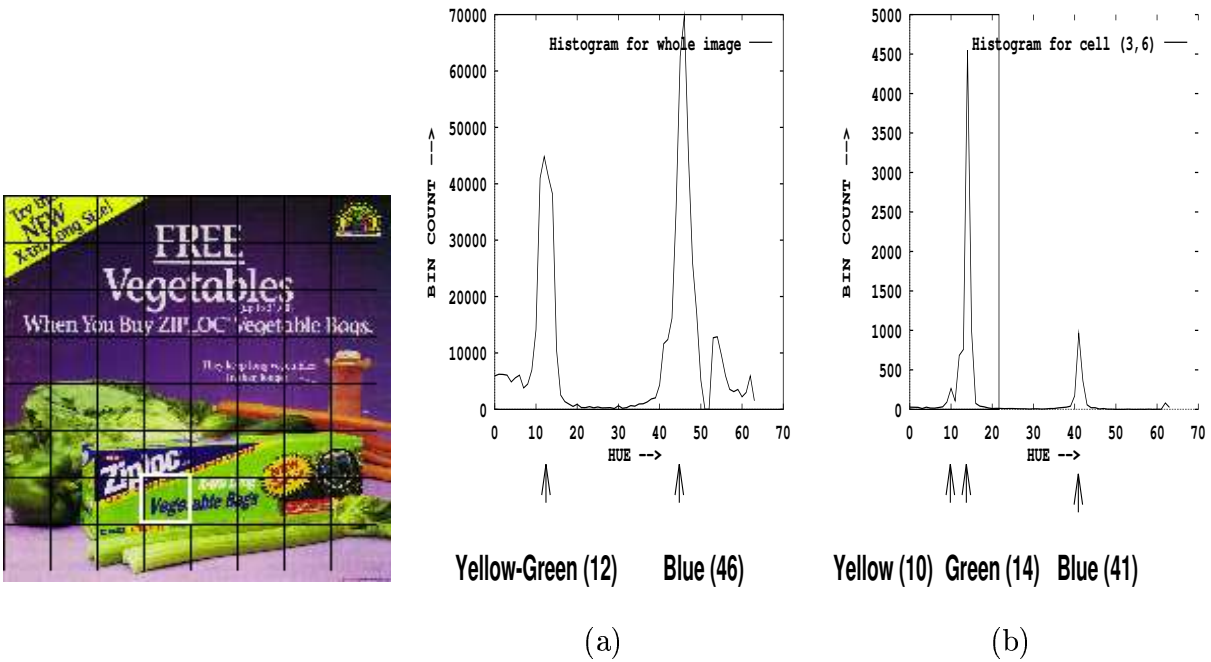 Try the
NEW
X-tra Long Size!
FREE
Vegetables
When You Buy ZIPLOC Vegetable Bags.
They keep long vegetables
Ziploc
Vegetable Bags
70000
60000
50000
40000
30000
20000
10000
0
BIN COUNT -->
Histogram for whole image
0 10 20 30 40 50 60 70
HUE -->
Yellow-Green (12) Blue (46)
(a)
5000
4500
4000
3500
3000
2500
2000
1500
1000
500
0
BIN COUNT -->
Histogram for cell (3,6)
0 10 20 30 40 50 60 70
HUE -->
Yellow (10) Green (14) Blue (41)
(b)